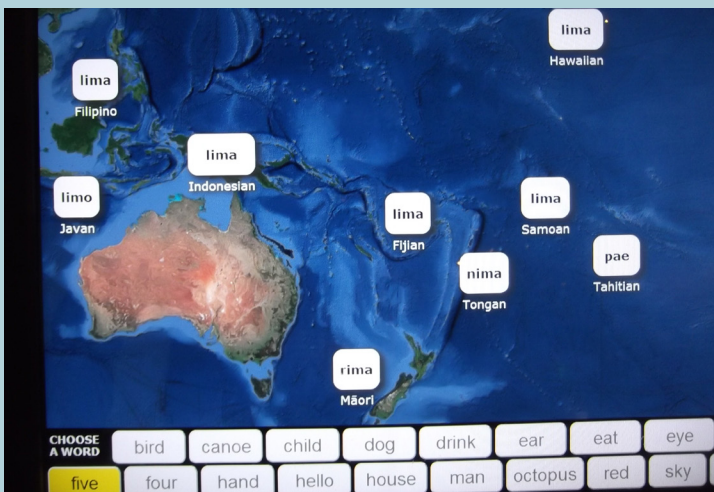 lima
Hawaiian
lima
Filipino
lima
Indonesian
limo
Javan
lima
Fijian
lima
Samoan
pae
Tahitian
nima
Tongan
rima
Māori
CHOOSE
A WORD
bird canoe child dog drink ear eat eye
five four hand hello house man octopus red sky